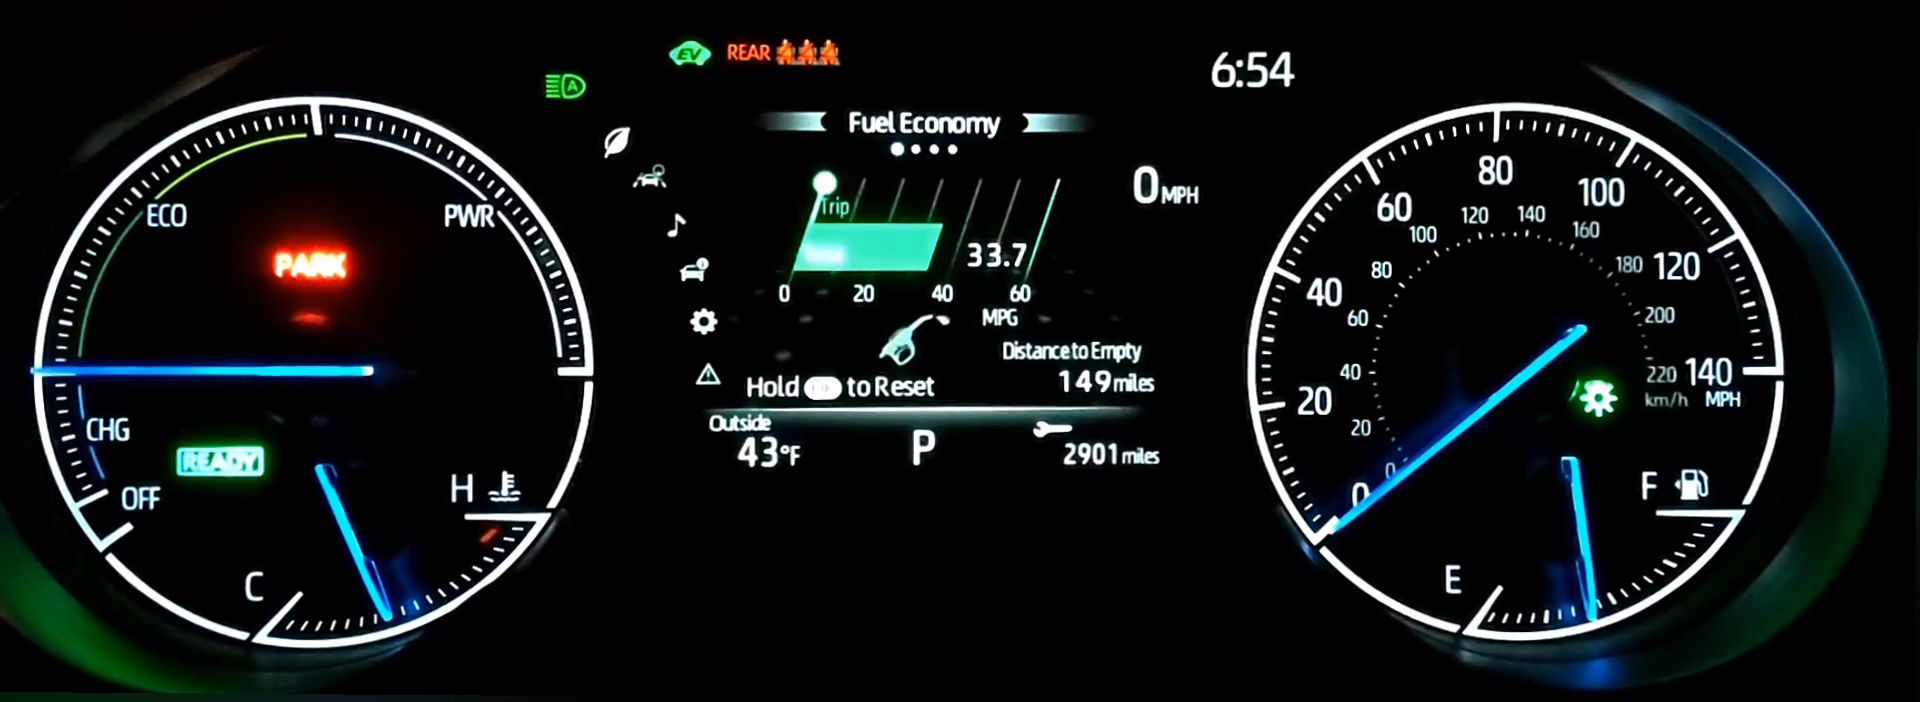 EV REAR
6:54
Fuel Economy
ECO
PWR
PARK
CHG
OFF
READY
H
C
Trip
33.7
0 20 40 60
MPG
Distance to Empty
149 miles
Hold OK to Reset
Outside
43°F
P
2901 miles
0 MPH
0 20 40 60 80 100 120 140
MPH
0 20 40 60 80 100 120 140 160 180 200 220
km/h
F
E
A